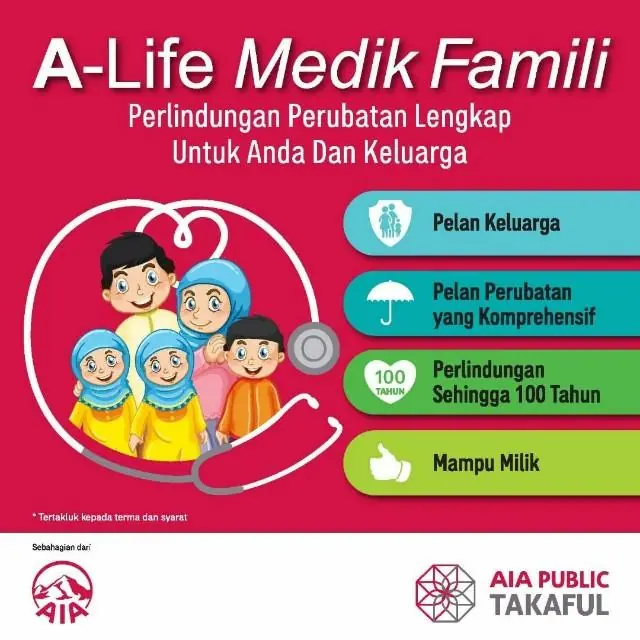 A-Life Medik Famili
Perlindungan Perubatan Lengkap
Untuk Anda Dan Keluarga
Pelan Keluarga
Pelan Perubatan
yang Komprehensif
100
TAHUN
Perlindungan
Sehingga 100 Tahun
Mampu Milik
* Tertakluk kepada terma dan syarat
Sebahagian dari
AIA
AIA PUBLIC
TAKAFUL